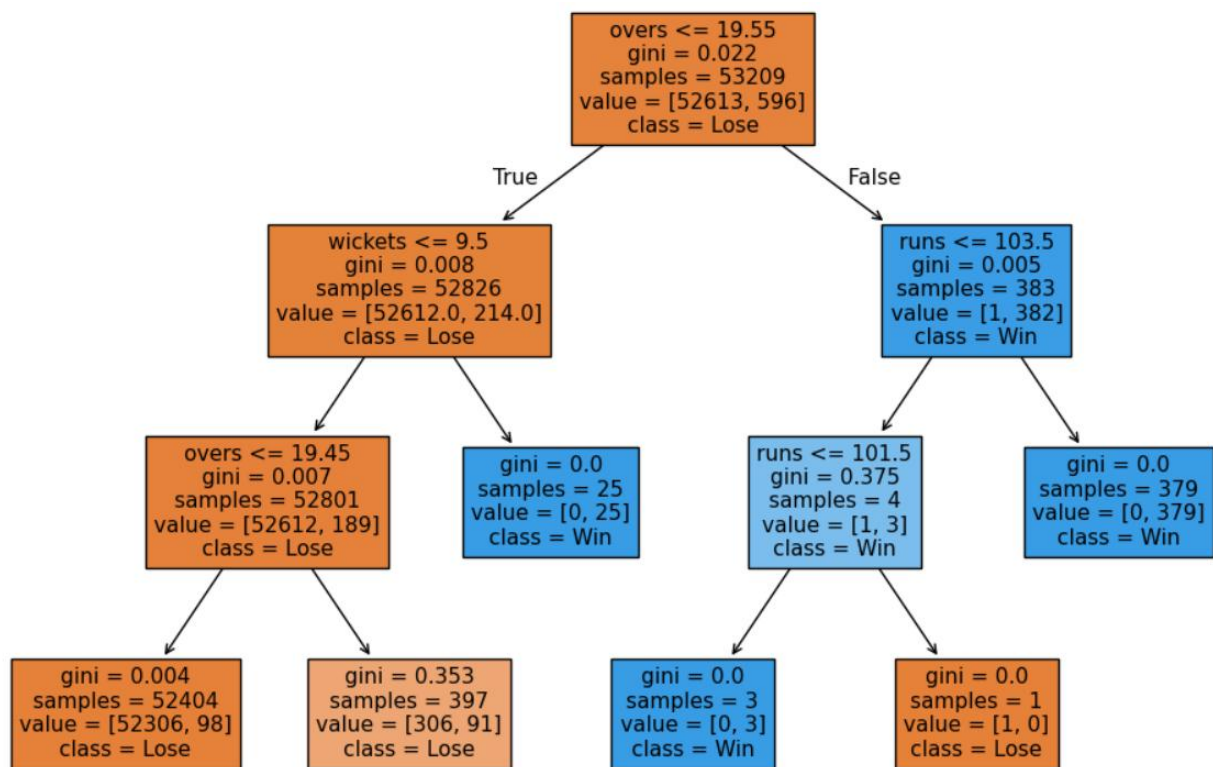 overs <= 19.55
gini = 0.022
samples = 53209
value = [52613, 596]
class = Lose
True
False
wickets <= 9.5
gini = 0.008
samples = 52826
value = [52612.0, 214.0]
class = Lose
runs <= 103.5
gini = 0.005
samples = 383
value = [1, 382]
class = Win
overs <= 19.45
gini = 0.007
samples = 52801
value = [52612, 189]
class = Lose
gini = 0.0
samples = 25
value = [0, 25]
class = Win
runs <= 101.5
gini = 0.375
samples = 4
value = [1, 3]
class = Win
gini = 0.0
samples = 379
value = [0, 379]
class = Win
gini = 0.004
samples = 52404
value = [52306, 98]
class = Lose
gini = 0.353
samples = 397
value = [306, 91]
class = Lose
gini = 0.0
samples = 3
value = [0, 3]
class = Win
gini = 0.0
samples = 1
value = [1, 0]
class = Lose